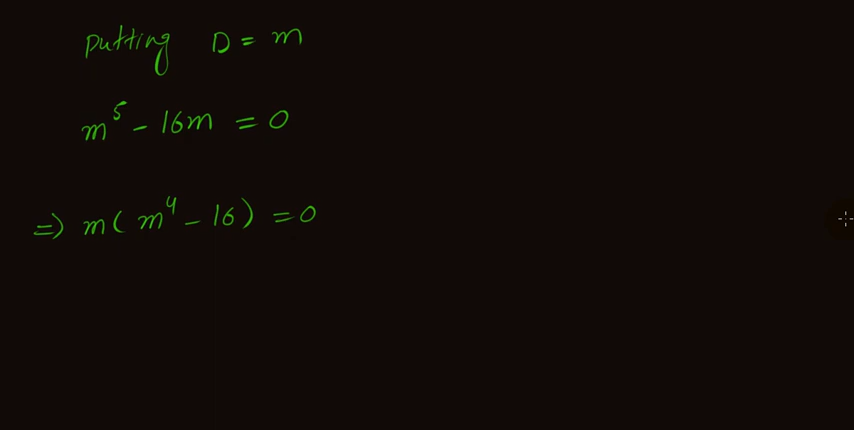 putting D = m
m⁵ - 16m = 0
⇒ m(m⁴ - 16) = 0